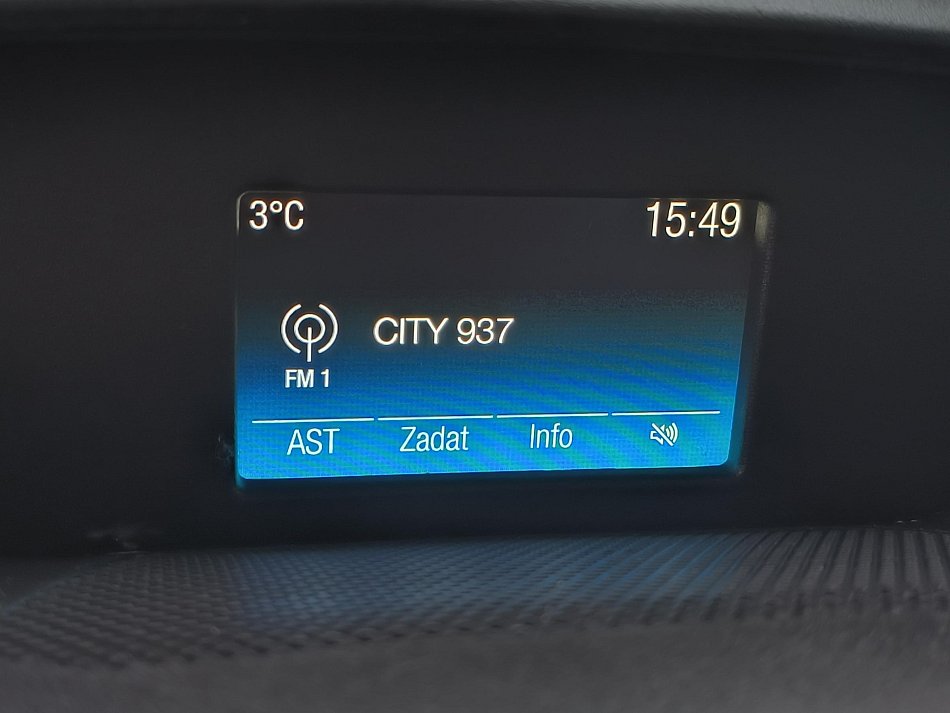 3°C 15:49
CITY 937
FM 1
AST Zadat Info